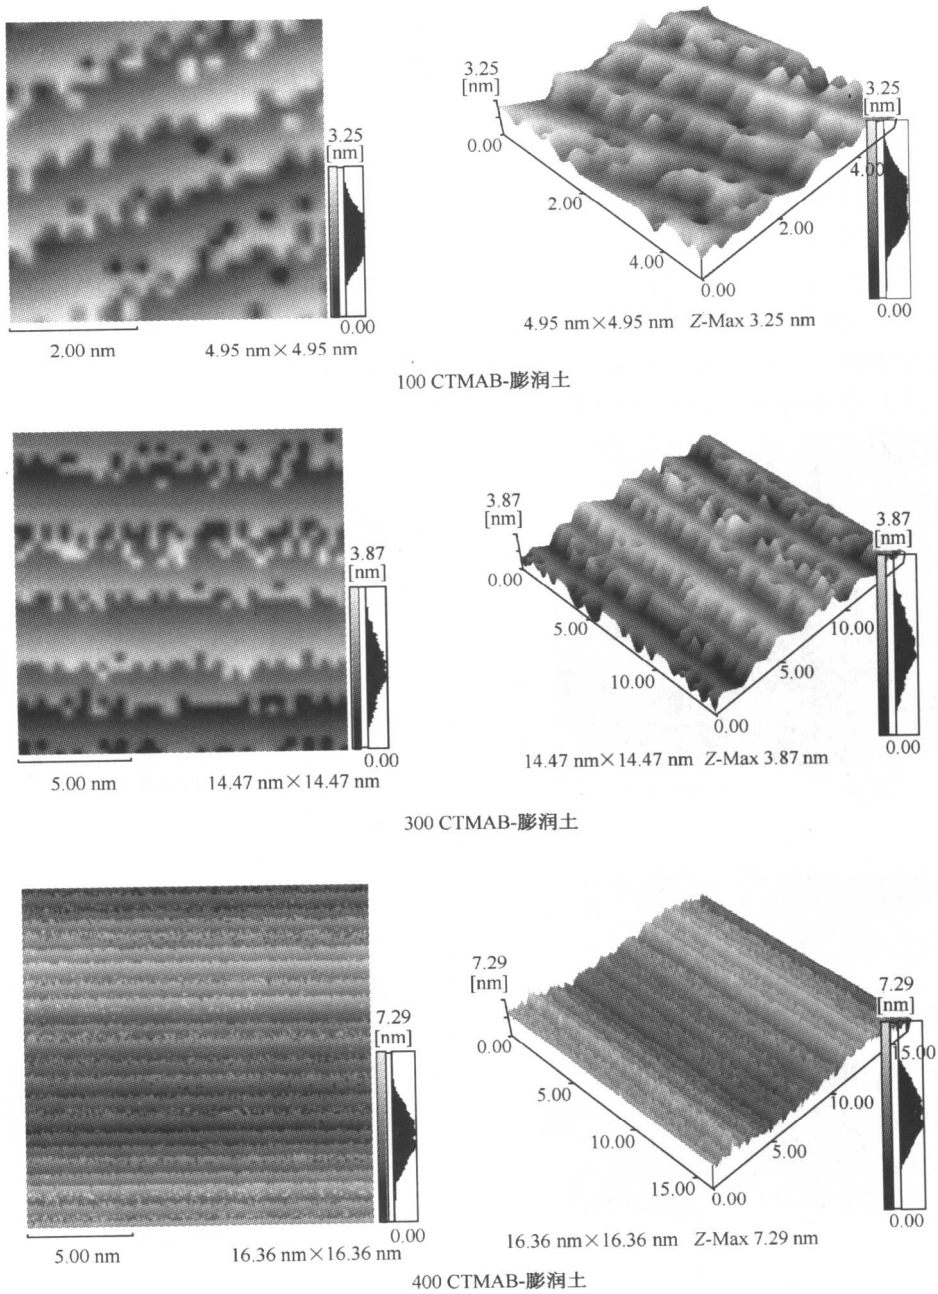 3.25
[nm]
0.00
2.00 nm
4.95 nm×4.95 nm
3.25
[nm]
0.00
2.00
4.00
0.00
2.00
4.00
3.25
[nm]
0.00
4.95 nm×4.95 nm Z-Max 3.25 nm
100 CTMAB-膨润土
3.87
[nm]
0.00
5.00 nm
14.47 nm×14.47 nm
3.87
[nm]
0.00
5.00
10.00
0.00
5.00
10.00
3.87
[nm]
0.00
14.47 nm×14.47 nm Z-Max 3.87 nm
300 CTMAB-膨润土
7.29
[nm]
0.00
5.00 nm
16.36 nm×16.36 nm
7.29
[nm]
0.00
5.00
10.00
15.00
0.00
5.00
10.00
15.00
7.29
[nm]
0.00
16.36 nm×16.36 nm Z-Max 7.29 nm
400 CTMAB-膨润土